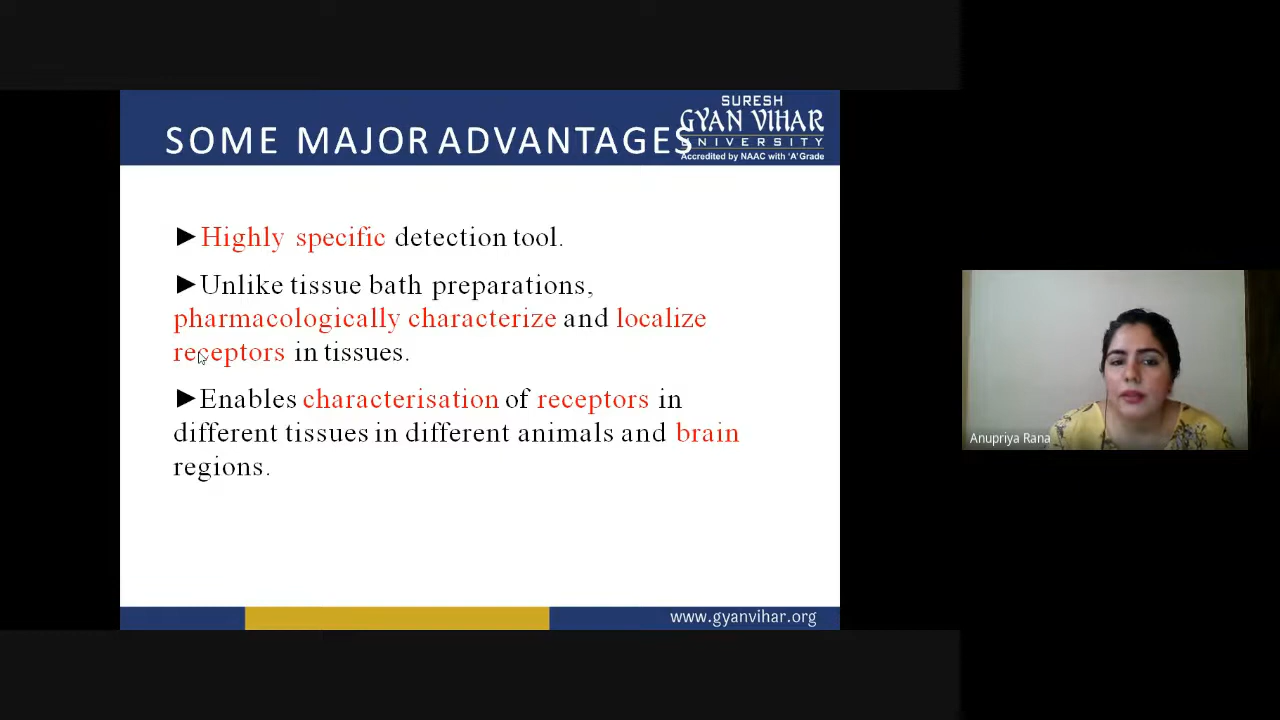 SOME MAJOR ADVANTAGES
SURESH
GYAN VIHAR
UNIVERSITY
Accredited by NAAC with 'A' Grade
►Highly specific detection tool.
►Unlike tissue bath preparations,
pharmacologically characterize and localize
receptors in tissues.
►Enables characterisation of receptors in
different tissues in different animals and brain
regions.
www.gyanvihar.org
Anupriya Rana